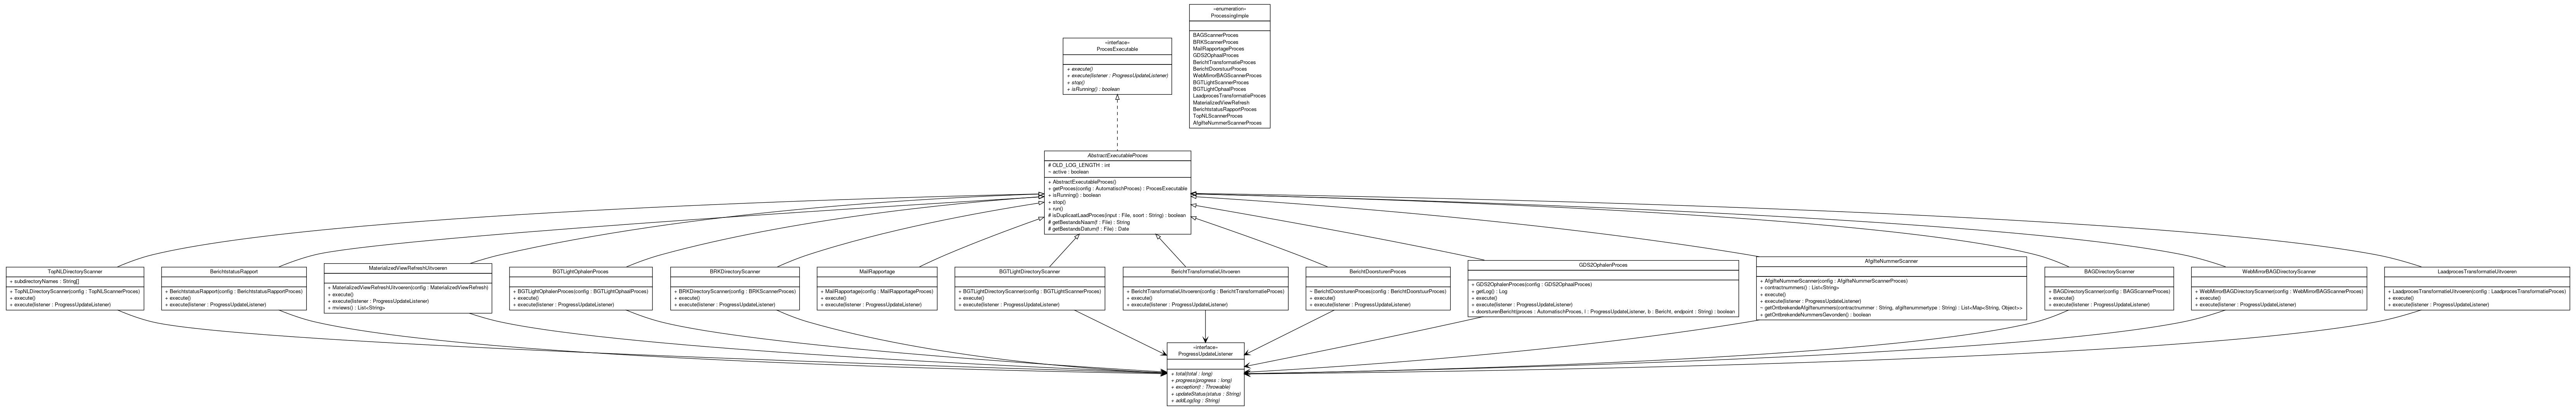 «enumeration»
ProcessingImple
BAGScannerProces
BRKScannerProces
MailRapportageProces
GDS2OphaalProces
BerichtTransformatieProces
BerichtDoorstuurProces
WebMirrorBAGScannerProces
BGTLightScannerProces
BGTLightOphaalProces
LaadprocesTransformatieProces
MaterializedViewRefresh
BerichtstatusRapportProces
TopNLScannerProces
AfgifteNummerScannerProces
«interface»
ProcesExecutable
+ execute()
+ execute(listener : ProgressUpdateListener)
+ stop()
+ isRunning() : boolean
AbstractExecutableProces
# OLD_LOG_LENGTH : int
~ active : boolean
+ AbstractExecutableProces()
+ getProces(config : AutomatischProces) : ProcesExecutable
+ isRunning() : boolean
+ stop()
+ run()
# isDuplicaatLaadProces(input : File, soort : String) : boolean
# getBestandsNaam(f : File) : String
# getBestandsDatum(f : File) : Date
TopNLDirectoryScanner
+ subdirectoryNames : String[]
+ TopNLDirectoryScanner(config : TopNLScannerProces)
+ execute()
+ execute(listener : ProgressUpdateListener)
BerichtstatusRapport
+ BerichtstatusRapport(config : BerichtstatusRapportProces)
+ execute()
+ execute(listener : ProgressUpdateListener)
MaterializedViewRefreshUitvoeren
+ MaterializedViewRefreshUitvoeren(config : MaterializedViewRefresh)
+ execute()
+ execute(listener : ProgressUpdateListener)
+ mviews() : List<String>
BGTLightOphalenProces
+ BGTLightOphalenProces(config : BGTLightOphaalProces)
+ execute()
+ execute(listener : ProgressUpdateListener)
BRKDirectoryScanner
+ BRKDirectoryScanner(config : BRKScannerProces)
+ execute()
+ execute(listener : ProgressUpdateListener)
MailRapportage
+ MailRapportage(config : MailRapportageProces)
+ execute()
+ execute(listener : ProgressUpdateListener)
BGTLightDirectoryScanner
+ BGTLightDirectoryScanner(config : BGTLightScannerProces)
+ execute()
+ execute(listener : ProgressUpdateListener)
BerichtTransformatieUitvoeren
+ BerichtTransformatieUitvoeren(config : BerichtTransformatieProces)
+ execute()
+ execute(listener : ProgressUpdateListener)
BerichtDoorsturenProces
~ BerichtDoorsturenProces(config : BerichtDoorstuurProces)
+ execute()
+ execute(listener : ProgressUpdateListener)
GDS2OphalenProces
+ GDS2OphalenProces(config : GDS2OphaalProces)
+ getLog() : Log
+ execute()
+ execute(listener : ProgressUpdateListener)
+ doorsturenBericht(proces : AutomatischProces, l : ProgressUpdateListener, b : Bericht, endpoint : String) : boolean
AfgifteNummerScanner
+ AfgifteNummerScanner(config : AfgifteNummerScannerProces)
+ contractnummers() : List<String>
+ execute()
+ execute(listener : ProgressUpdateListener)
~ getOntbrekendeAfgiftenummers(contractnummer : String, afgiftenummertype : String) : List<Map<String, Object>>
+ getOntbrekendeNummersGevonden() : boolean
BAGDirectoryScanner
+ BAGDirectoryScanner(config : BAGScannerProces)
+ execute()
+ execute(listener : ProgressUpdateListener)
WebMirrorBAGDirectoryScanner
+ WebMirrorBAGDirectoryScanner(config : WebMirrorBAGScannerProces)
+ execute()
+ execute(listener : ProgressUpdateListener)
LaadprocesTransformatieUitvoeren
+ LaadprocesTransformatieUitvoeren(config : LaadprocesTransformatieProces)
+ execute()
+ execute(listener : ProgressUpdateListener)
«interface»
ProgressUpdateListener
+ total(total : long)
+ progress(progress : long)
+ exception(t : Throwable)
+ updateStatus(status : String)
+ addLog(log : String)